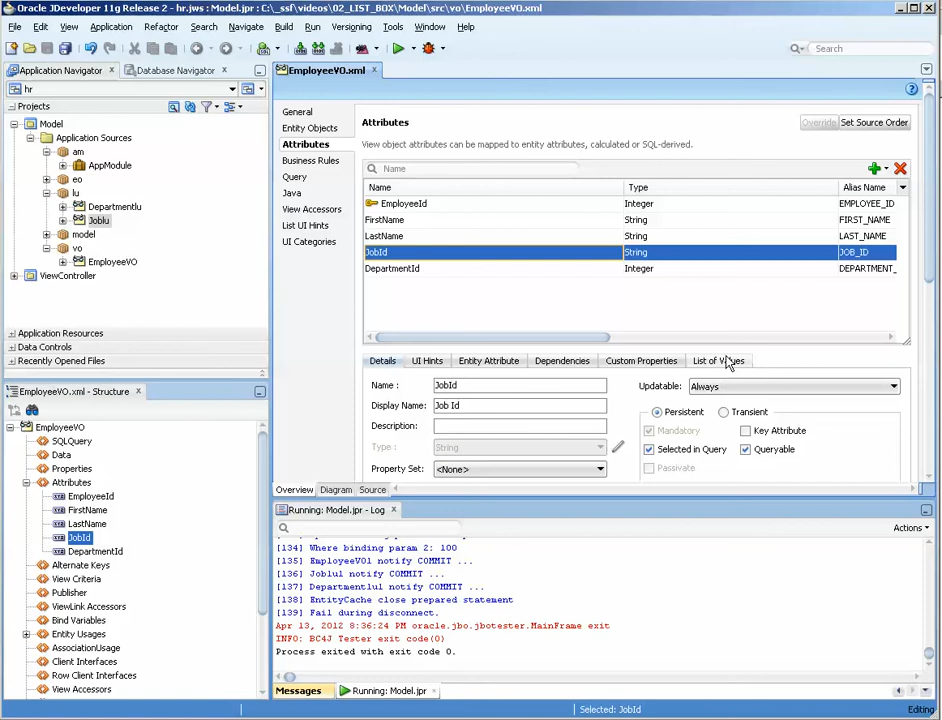 Oracle JDeveloper 11g Release 2 - hr.jws : Model.jpr : C:\_ssf\videos\02_LIST_BOX\Model\src\vo\EmployeeVO.xml
File Edit View Application Refactor Search Navigate Build Run Versioning Tools Window Help
Search
Application Navigator
Database Navigator
hr
Projects
Model
Application Sources
am
AppModule
eo
lu
Departmentlu
Joblu
model
vo
EmployeeVO
ViewController
Application Resources
Data Controls
Recently Opened Files
EmployeeVO.xml - Structure
EmployeeVO
SQLQuery
Data
Properties
Attributes
EmployeeId
FirstName
LastName
JobId
DepartmentId
Alternate Keys
View Criteria
Publisher
ViewLink Accessors
Bind Variables
Entity Usages
AssociationUsage
Client Interfaces
Row Client Interfaces
View Accessors
EmployeeVO.xml
General
Entity Objects
Attributes
Business Rules
Query
Java
View Accessors
List UI Hints
UI Categories
Attributes
Override Set Source Order
View object attributes can be mapped to entity attributes, calculated or SQL-derived.
Name
Name Type Alias Name
EmployeeId Integer EMPLOYEE_ID
FirstName String FIRST_NAME
LastName String LAST_NAME
JobId String JOB_ID
DepartmentId Integer DEPARTMENT_
Details UI Hints Entity Attribute Dependencies Custom Properties List of Values
Name : JobId
Display Name: Job Id
Description:
Type : String
Property Set: <None>
Updatable: Always
Persistent Transient
Mandatory Key Attribute
Selected in Query Queryable
Passivate
Overview Diagram Source
Running: Model.jpr - Log
Actions
[134] Where binding param 2: 100
[135] EmployeeVO1 notify COMMIT ...
[136] Joblu1 notify COMMIT ...
[137] Departmentlu1 notify COMMIT ...
[138] EntityCache close prepared statement
[139] Fail during disconnect.
Apr 13, 2012 8:36:24 PM oracle.jbo.jbotester.MainFrame exit
INFO: BC4J Tester exit code(0)
Process exited with exit code 0.
Messages
Running: Model.jpr
Selected: JobId
Editing